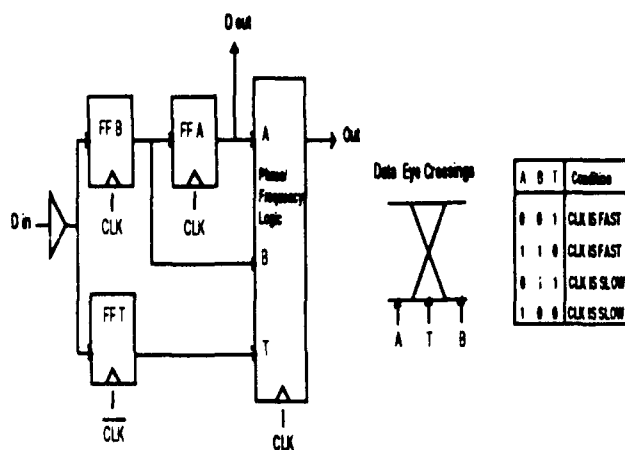 D out
FF B
FF A
A
Out
Phase/
Frequency
Logic
Data Eye Crossings
CLK
CLK
D in
B
FF T
T
CLK
CLK
A T B
A B T Condition
0 0 1 CLK IS FAST
1 1 0 CLK IS FAST
0 1 1 CLK IS SLOW
1 0 0 CLK IS SLOW